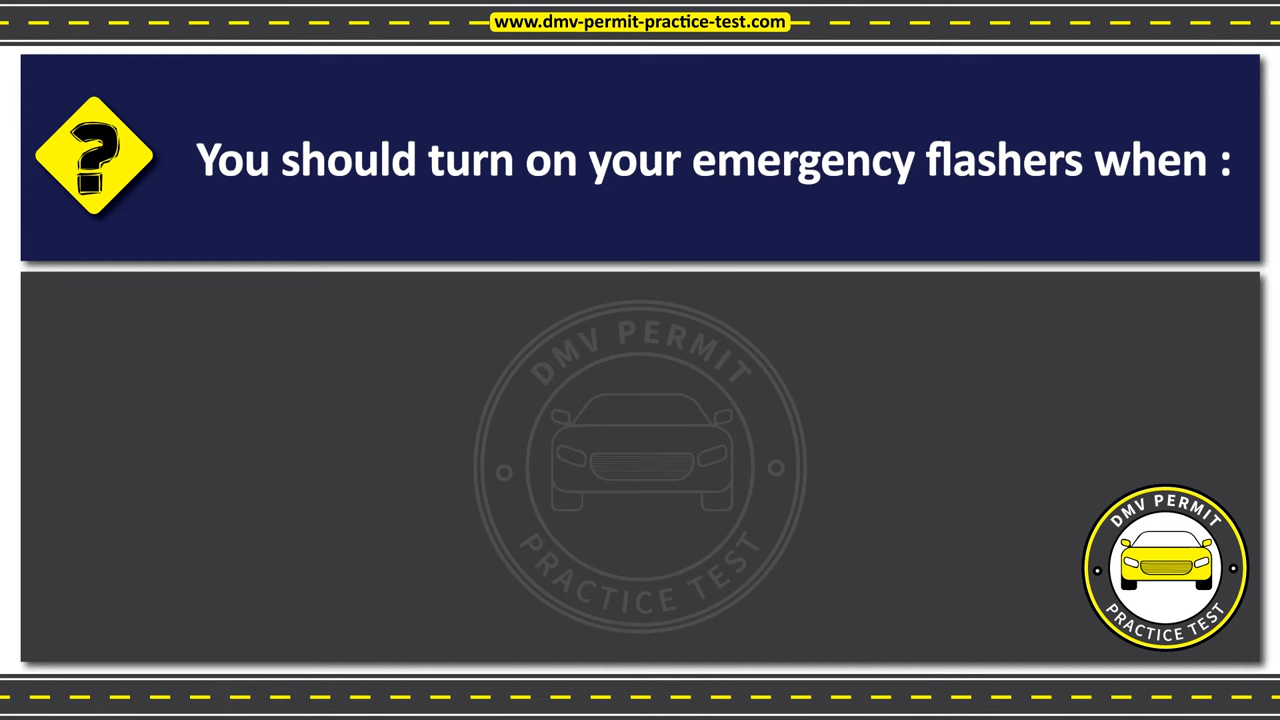 www.dmv-permit-practice-test.com
?
You should turn on your emergency flashers when :
DMV PERMIT
PRACTICE TEST
DMV PERMIT
PRACTICE TEST